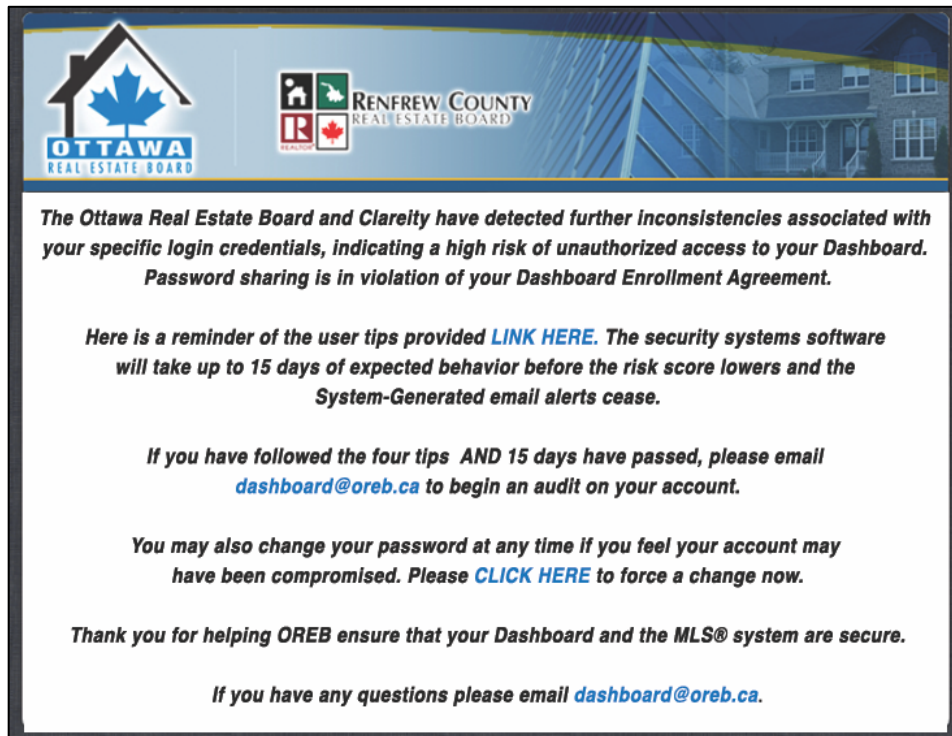 OTTAWA
REAL ESTATE BOARD
RENFREW COUNTY
REAL ESTATE BOARD
R
REALTOR®
The Ottawa Real Estate Board and Clareity have detected further inconsistencies associated with
your specific login credentials, indicating a high risk of unauthorized access to your Dashboard.
Password sharing is in violation of your Dashboard Enrollment Agreement.
Here is a reminder of the user tips provided LINK HERE. The security systems software
will take up to 15 days of expected behavior before the risk score lowers and the
System-Generated email alerts cease.
If you have followed the four tips AND 15 days have passed, please email
dashboard@oreb.ca to begin an audit on your account.
You may also change your password at any time if you feel your account may
have been compromised. Please CLICK HERE to force a change now.
Thank you for helping OREB ensure that your Dashboard and the MLS® system are secure.
If you have any questions please email dashboard@oreb.ca.